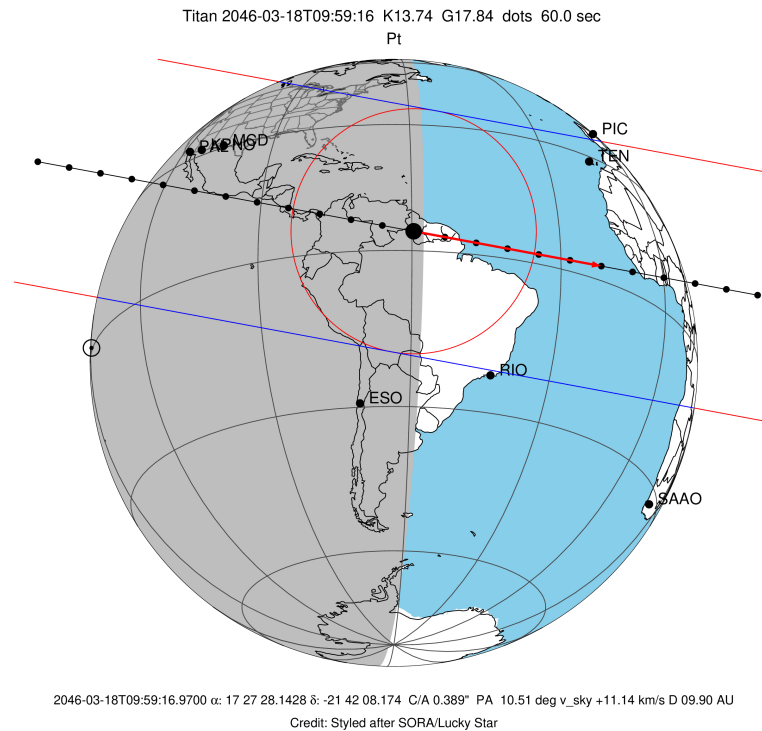 Titan 2046-03-18T09:59:16 K13.74 G17.84 dots 60.0 sec
Pt
PIC
MCD
TEN
RIO
ESO
SAAO
2046-03-18T09:59:16.9700 α: 17 27 28.1428 δ: -21 42 08.174 C/A 0.389" PA 10.51 deg v_sky +11.14 km/s D 09.90 AU
Credit: Styled after SORA/Lucky Star